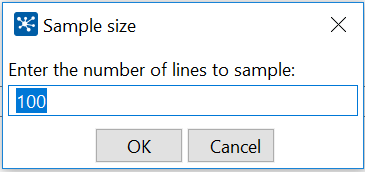 Sample size
Enter the number of lines to sample:
100
OK
Cancel